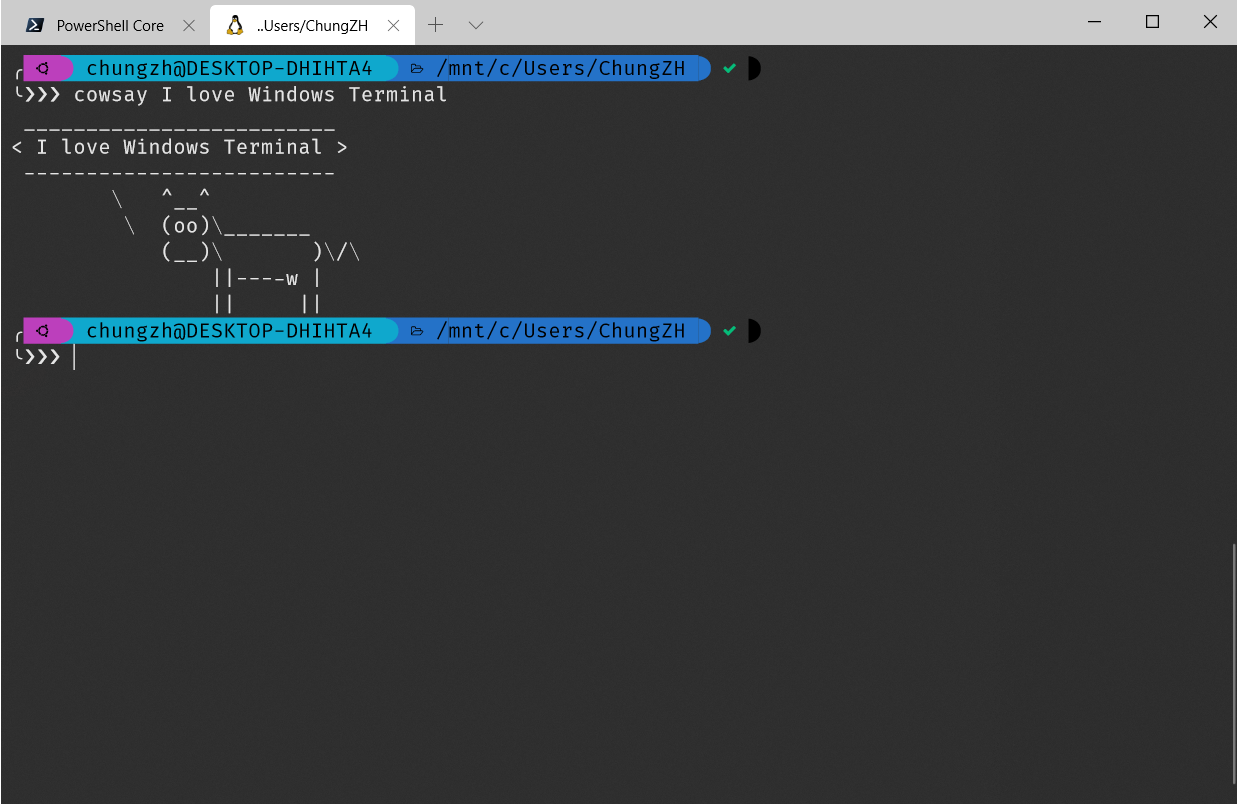 PowerShell Core ..Users/ChungZH
chungzh@DESKTOP-DHIHTA4 /mnt/c/Users/ChungZH ✔
╰❯❯❯ cowsay I love Windows Terminal
 _________________________
< I love Windows Terminal >
 -------------------------
        \   ^__^
         \  (oo)\_______
            (__)\       )\/\
                ||----w |
                ||     ||
chungzh@DESKTOP-DHIHTA4 /mnt/c/Users/ChungZH ✔
╰❯❯❯